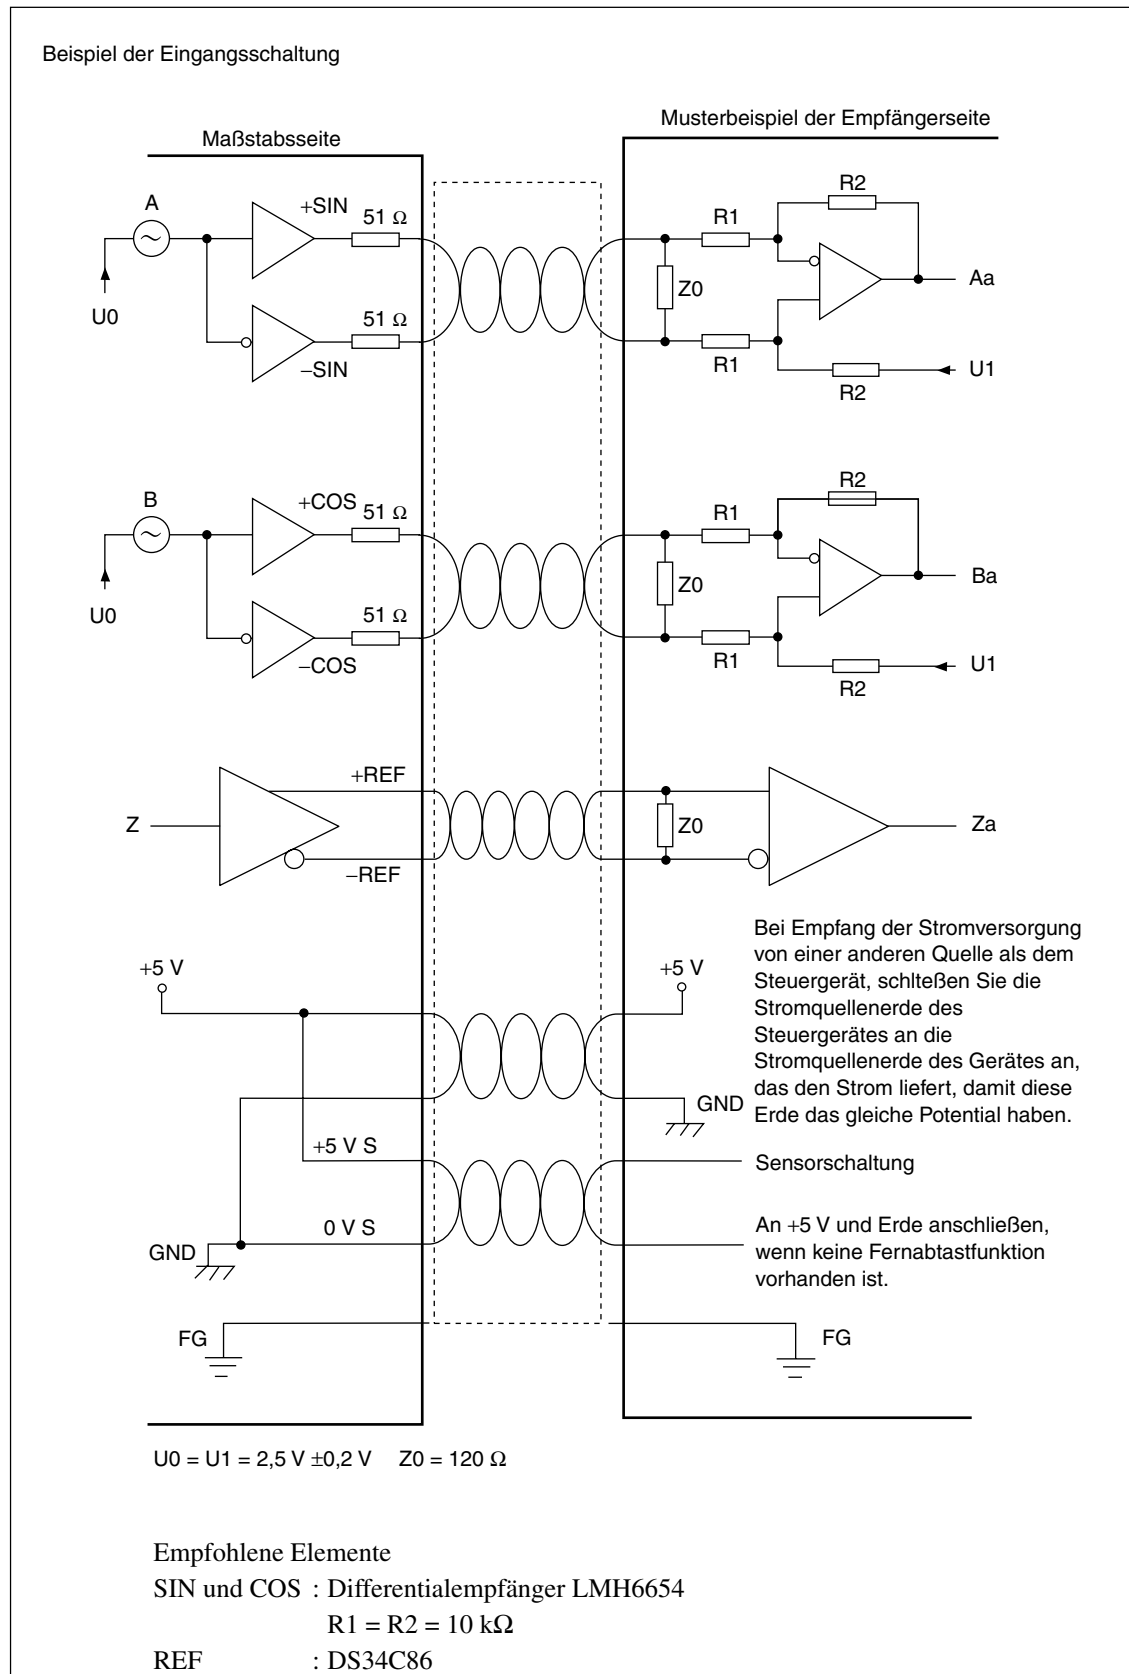 Beispiel der Eingangsschaltung
Maßstabsseite
Musterbeispiel der Empfängerseite
A
+SIN
51 Ω
U0
51 Ω
−SIN
R2
R1
Z0
Aa
R1
U1
R2
B
+COS
51 Ω
U0
51 Ω
−COS
R2
R1
Z0
Ba
R1
U1
R2
+REF
Z
−REF
Z0
Za
+5 V
+5 V
GND
Bei Empfang der Stromversorgung
von einer anderen Quelle als dem
Steuergerät, schlteßen Sie die
Stromquellenerde des
Steuergerätes an die
Stromquellenerde des Gerätes an,
das den Strom liefert, damit diese
Erde das gleiche Potential haben.
+5 V S
Sensorschaltung
0 V S
GND
An +5 V und Erde anschließen,
wenn keine Fernabtastfunktion
vorhanden ist.
FG
FG
U0 = U1 = 2,5 V ±0,2 V Z0 = 120 Ω
Empfohlene Elemente
SIN und COS : Differentialempfänger LMH6654
R1 = R2 = 10 kΩ
REF : DS34C86